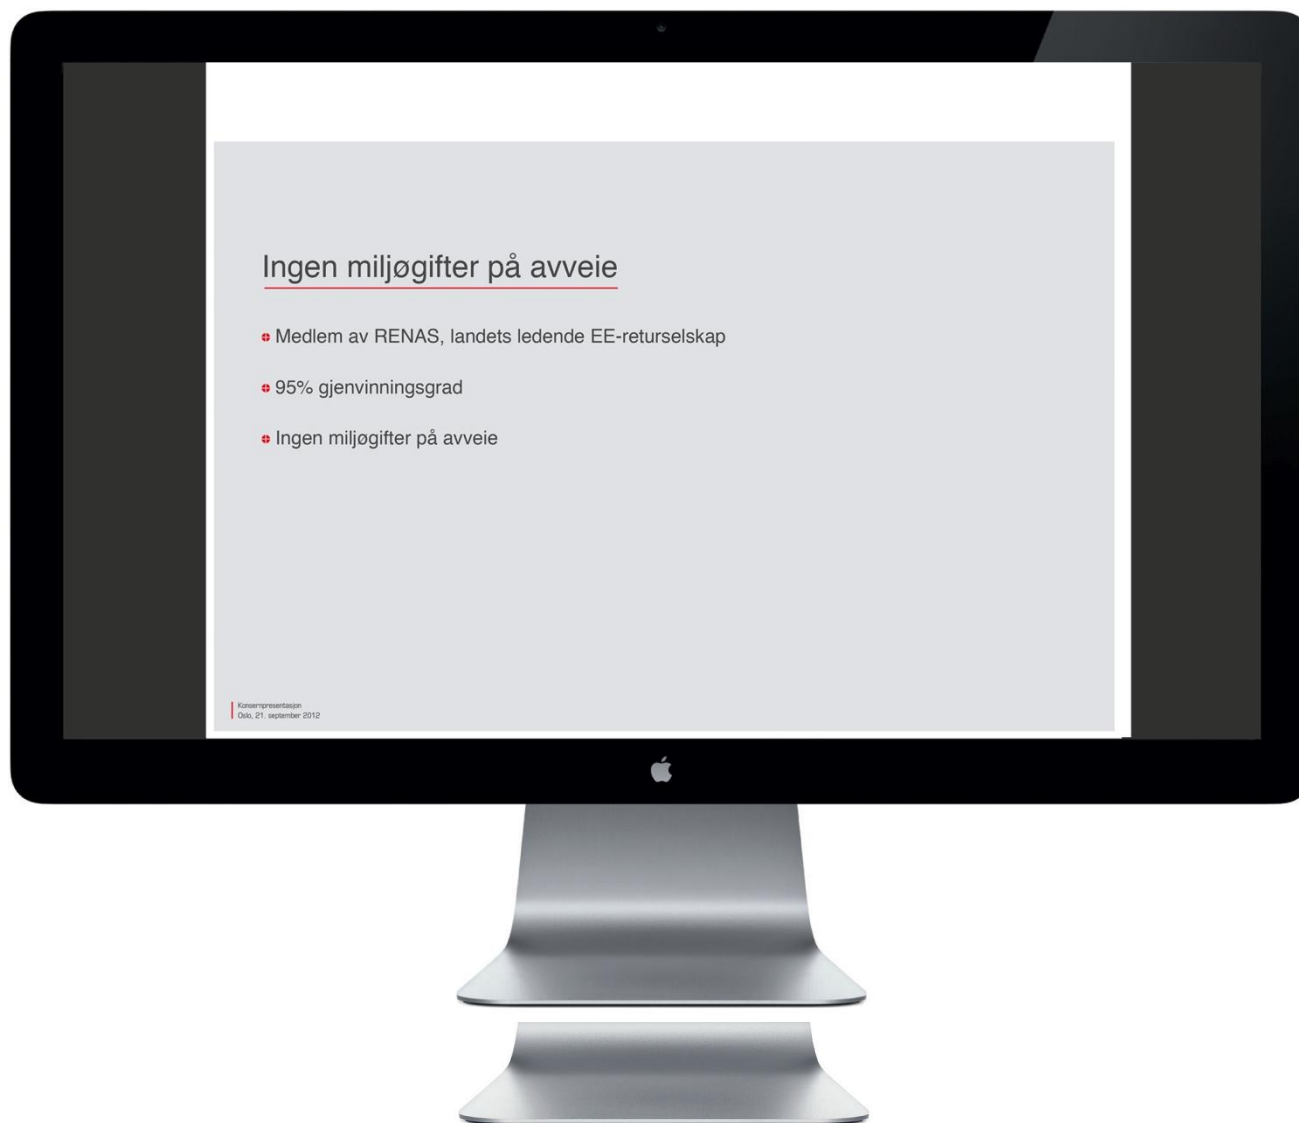 Ingen miljøgifter på avveie
Medlem av RENAS, landets ledende EE-returselskap
95% gjenvinningsgrad
Ingen miljøgifter på avveie
Konsernpresentasjon
Oslo, 21. september 2012